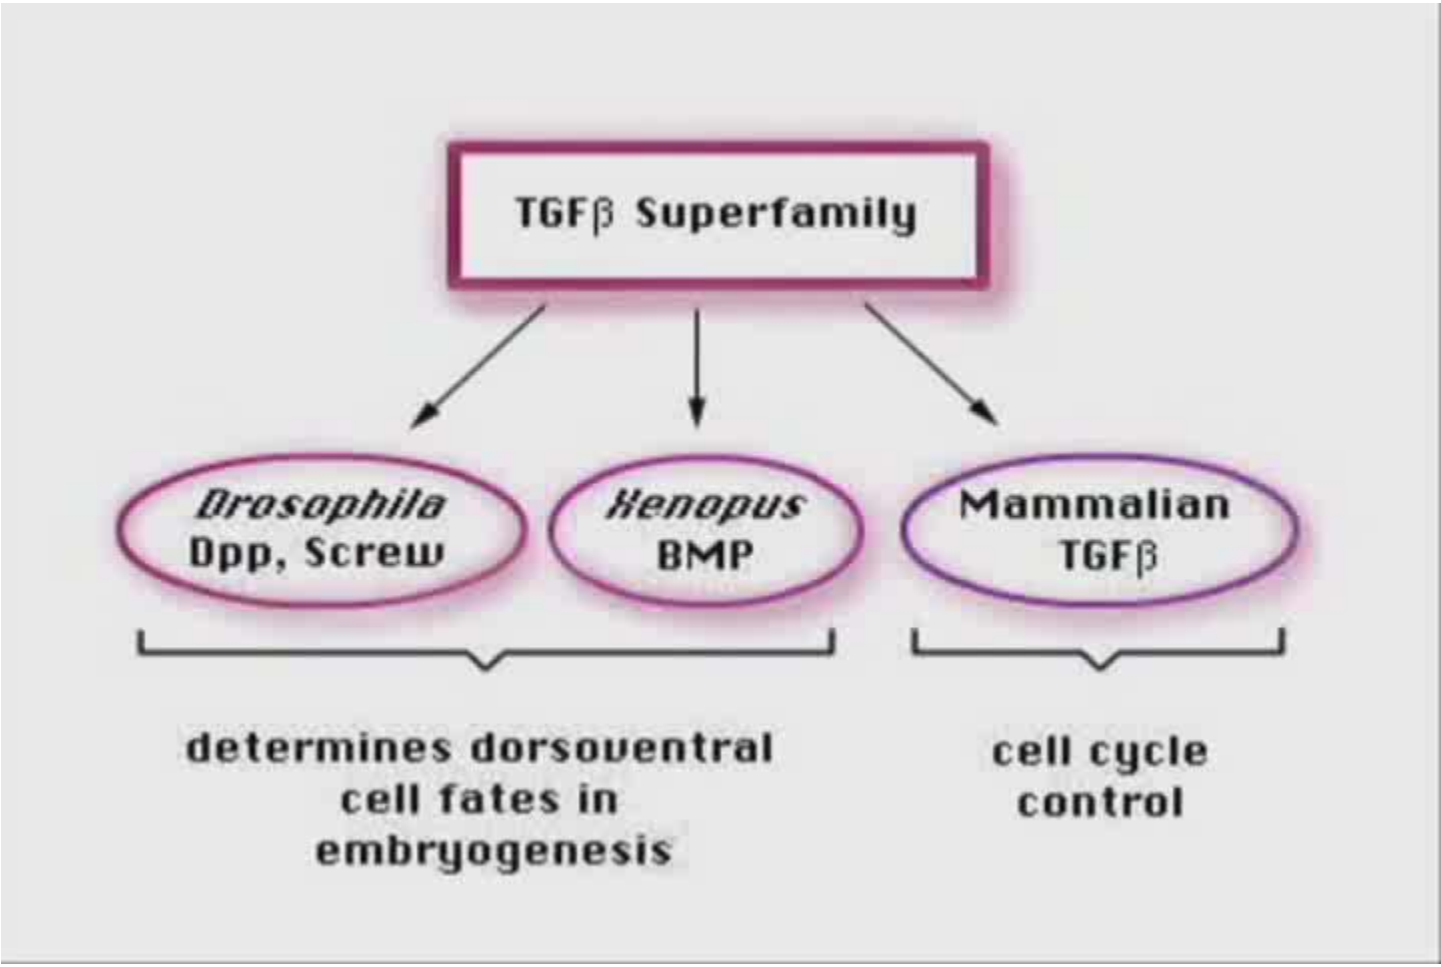 TGFβ Superfamily
Drosophila
Dpp, Screw
Xenopus
BMP
Mammalian
TGFβ
determines dorsoventral
cell fates in
embryogenesis
cell cycle
control